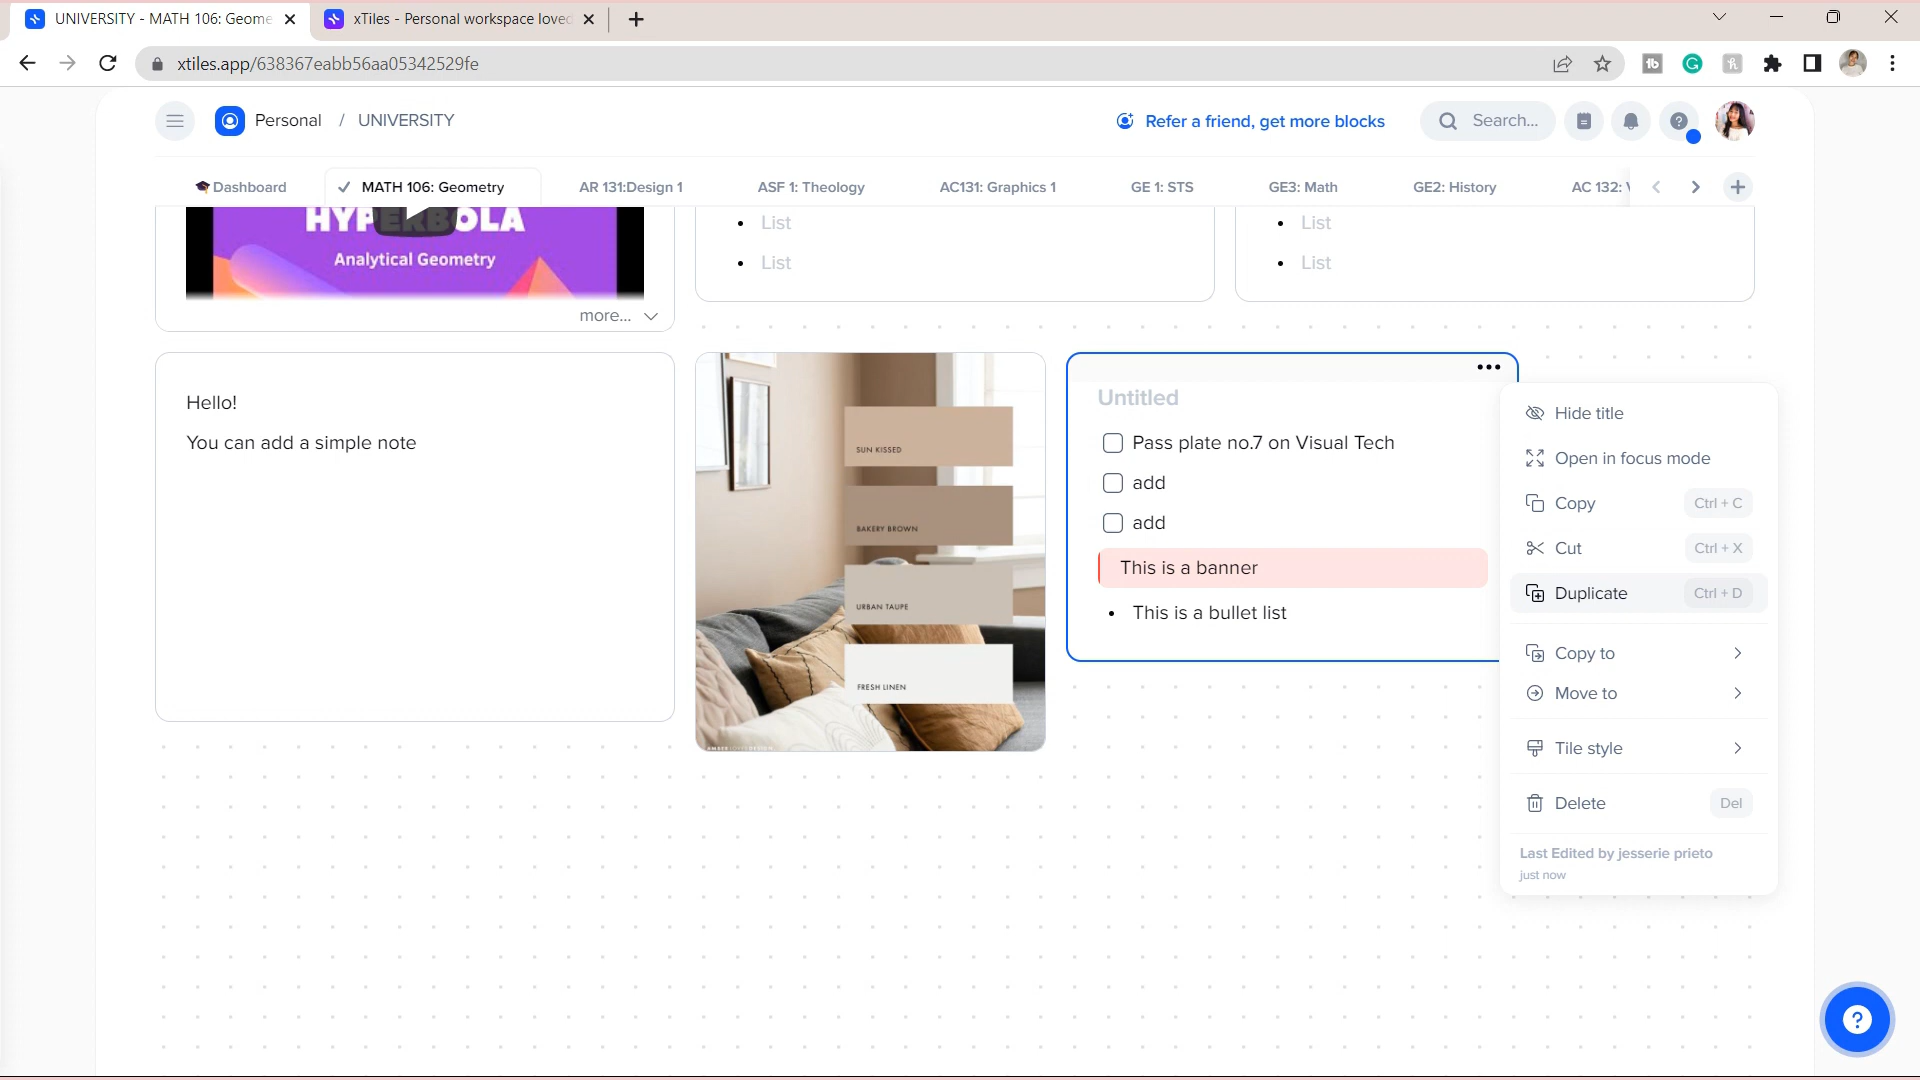 UNIVERSITY - MATH 106: Geome
xTiles - Personal workspace loved
xtiles.app/638367eabb56aa05342529fe
Personal / UNIVERSITY
Refer a friend, get more blocks
Search...
Dashboard
MATH 106: Geometry
AR 131:Design 1
ASF 1: Theology
AC131: Graphics 1
GE 1: STS
GE3: Math
GE2: History
AC 132: V
HYPERBOLA
Analytical Geometry
more...
List
List
List
List
Hello!
You can add a simple note
SUN KISSED
BAKERY BROWN
URBAN TAUPE
FRESH LINEN
Untitled
Pass plate no.7 on Visual Tech
add
add
This is a banner
This is a bullet list
Hide title
Open in focus mode
Copy Ctrl + C
Cut Ctrl + X
Duplicate Ctrl + D
Copy to
Move to
Tile style
Delete Del
Last Edited by jesserie prieto
just now